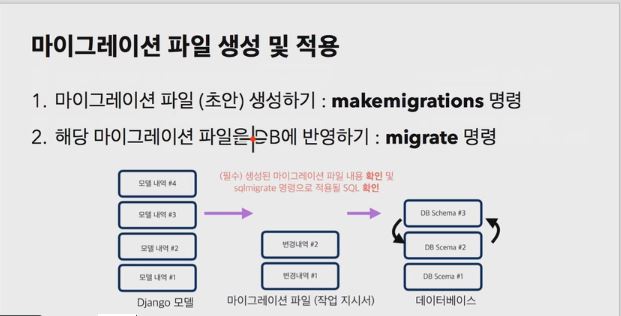 마이그레이션 파일 생성 및 적용
1. 마이그레이션 파일 (초안) 생성하기 : makemigrations 명령
2. 해당 마이그레이션 파일은 DB에 반영하기 : migrate 명령
(필수) 생성된 마이그레이션 파일 내용 확인 및
sqlmigrate 명령으로 적용될 SQL 확인
모델 내역 #4
모델 내역 #3
모델 내역 #2
모델 내역 #1
Django 모델
변경내역 #2
변경내역 #1
마이그레이션 파일 (작업 지시서)
DB Schema #3
DB Scema #2
DB Scema #1
데이터베이스